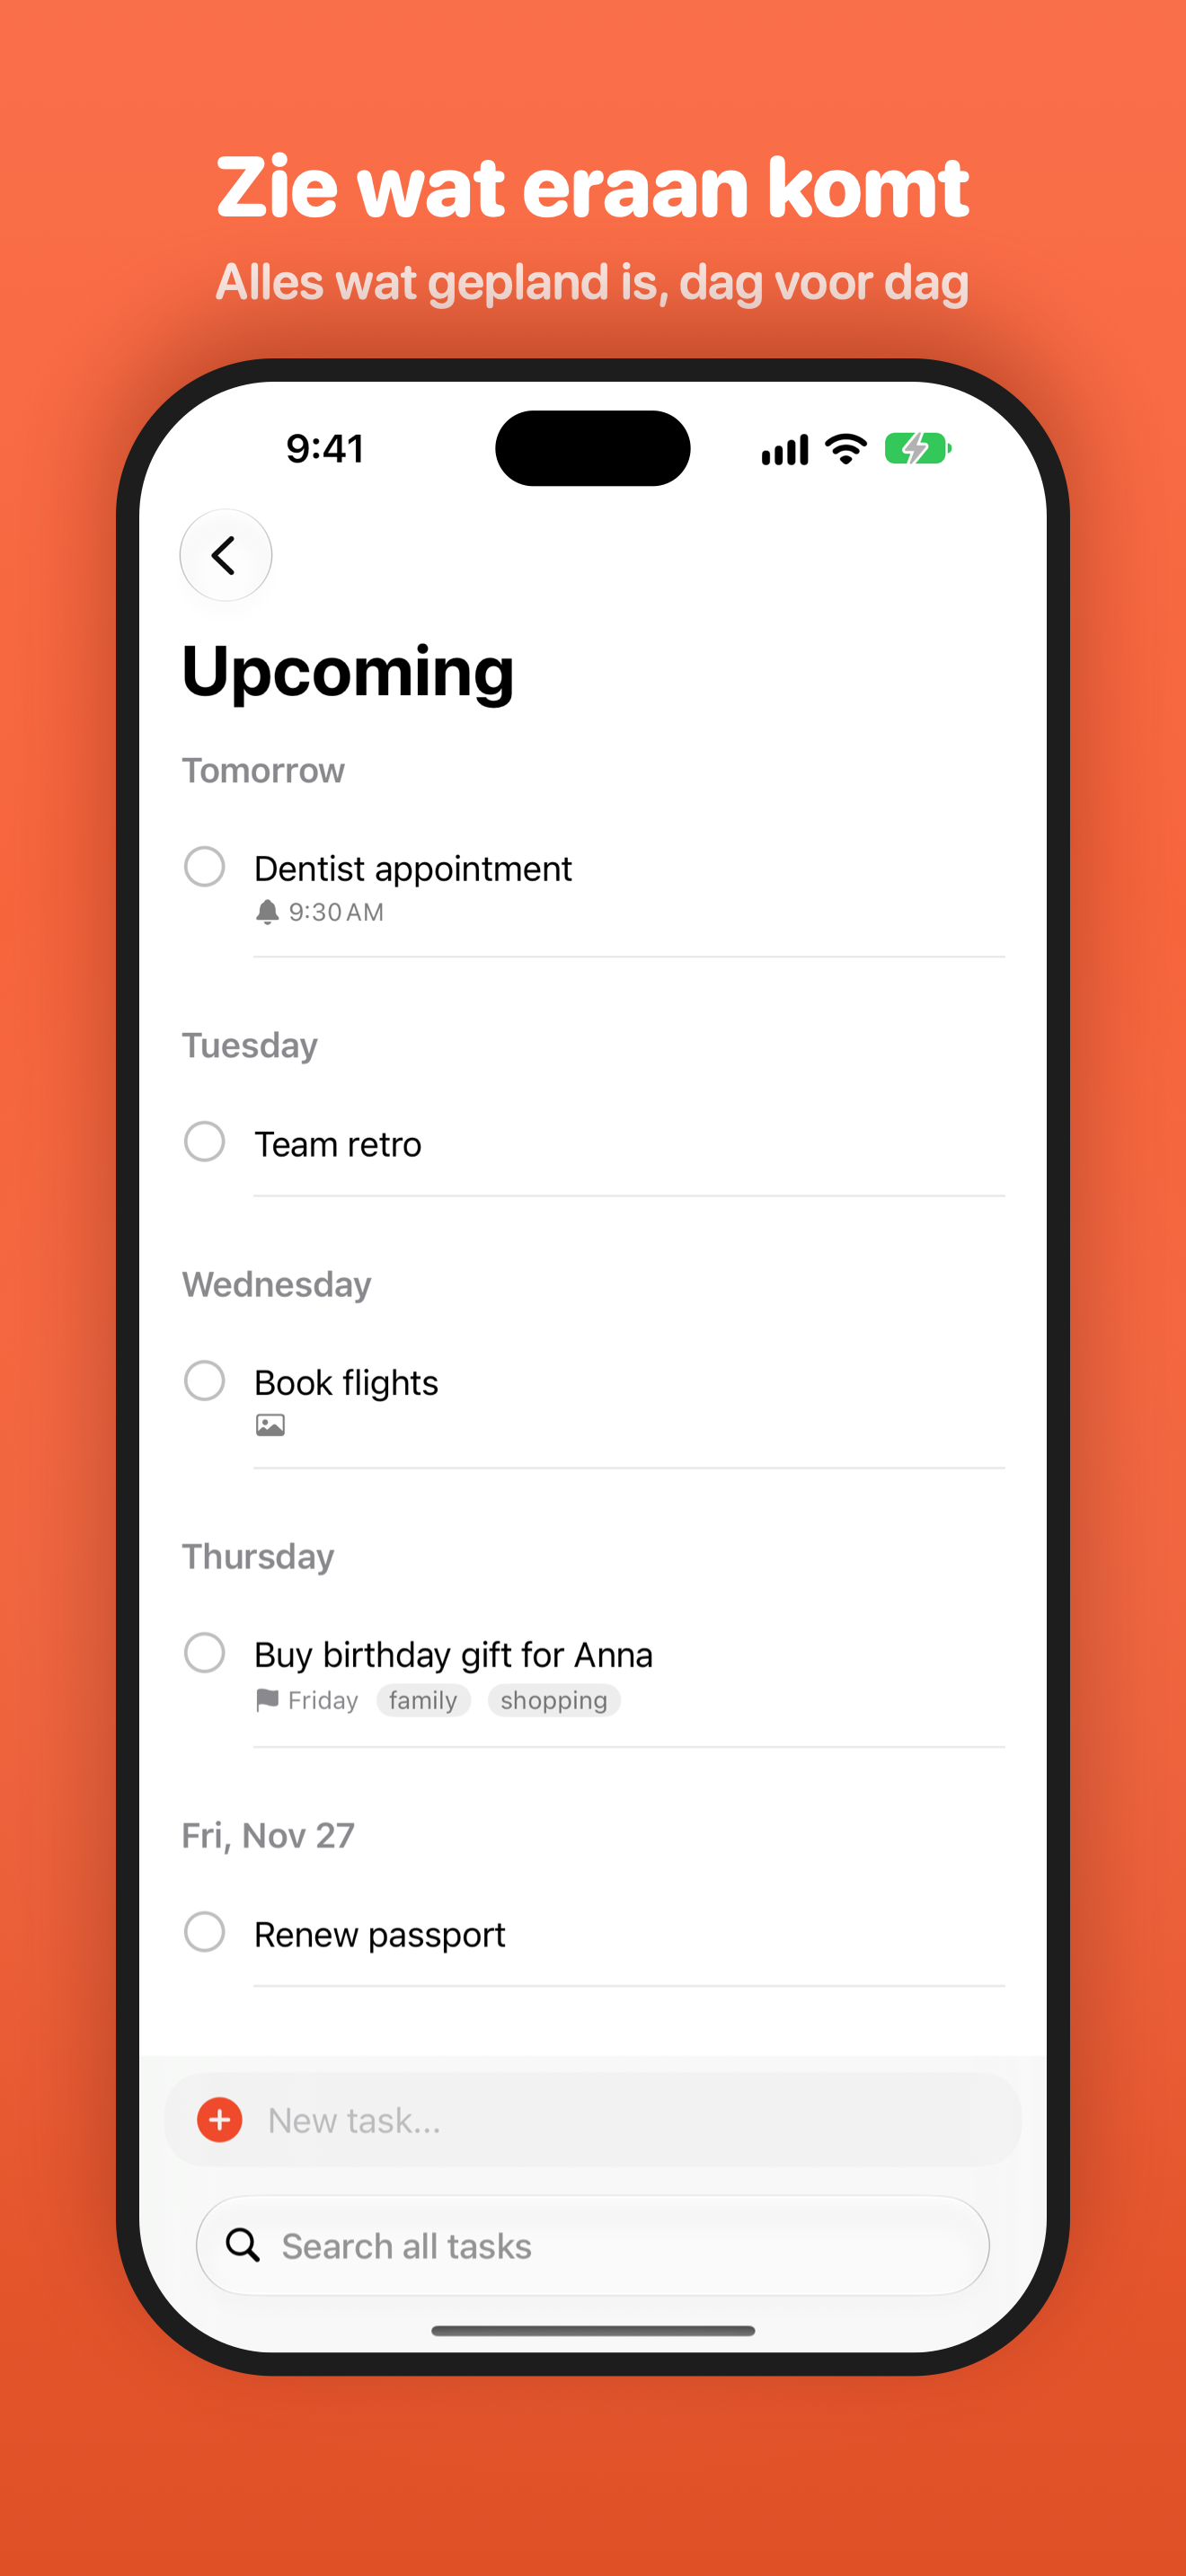 Zie wat eraan komt
Alles wat gepland is, dag voor dag
9:41
Upcoming
Tomorrow
Dentist appointment
9:30 AM
Tuesday
Team retro
Wednesday
Book flights
Thursday
Buy birthday gift for Anna
Friday family shopping
Fri, Nov 27
Renew passport
New task...
Search all tasks